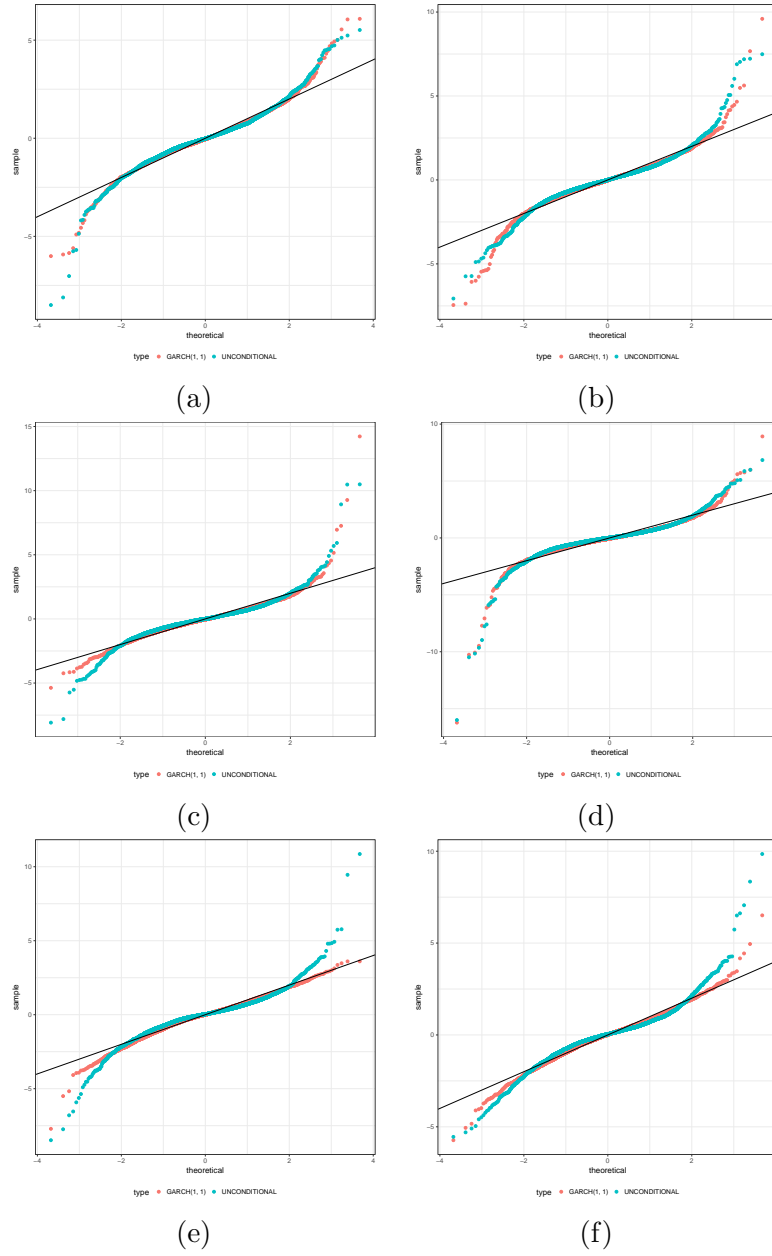 5
0
−5
sample
−4
−2
0
2
4
theoretical
type GARCH(1, 1) UNCONDITIONAL
(a)
10
5
0
−5
sample
−4
−2
0
2
theoretical
type GARCH(1, 1) UNCONDITIONAL
(b)
15
10
5
0
−5
sample
−2
0
2
theoretical
type GARCH(1, 1) UNCONDITIONAL
(c)
10
0
−10
sample
−4
−2
0
2
theoretical
type GARCH(1, 1) UNCONDITIONAL
(d)
10
5
0
−5
sample
−4
−2
0
2
4
theoretical
type GARCH(1, 1) UNCONDITIONAL
(e)
10
5
0
−5
sample
−4
−2
0
2
theoretical
type GARCH(1, 1) UNCONDITIONAL
(f)